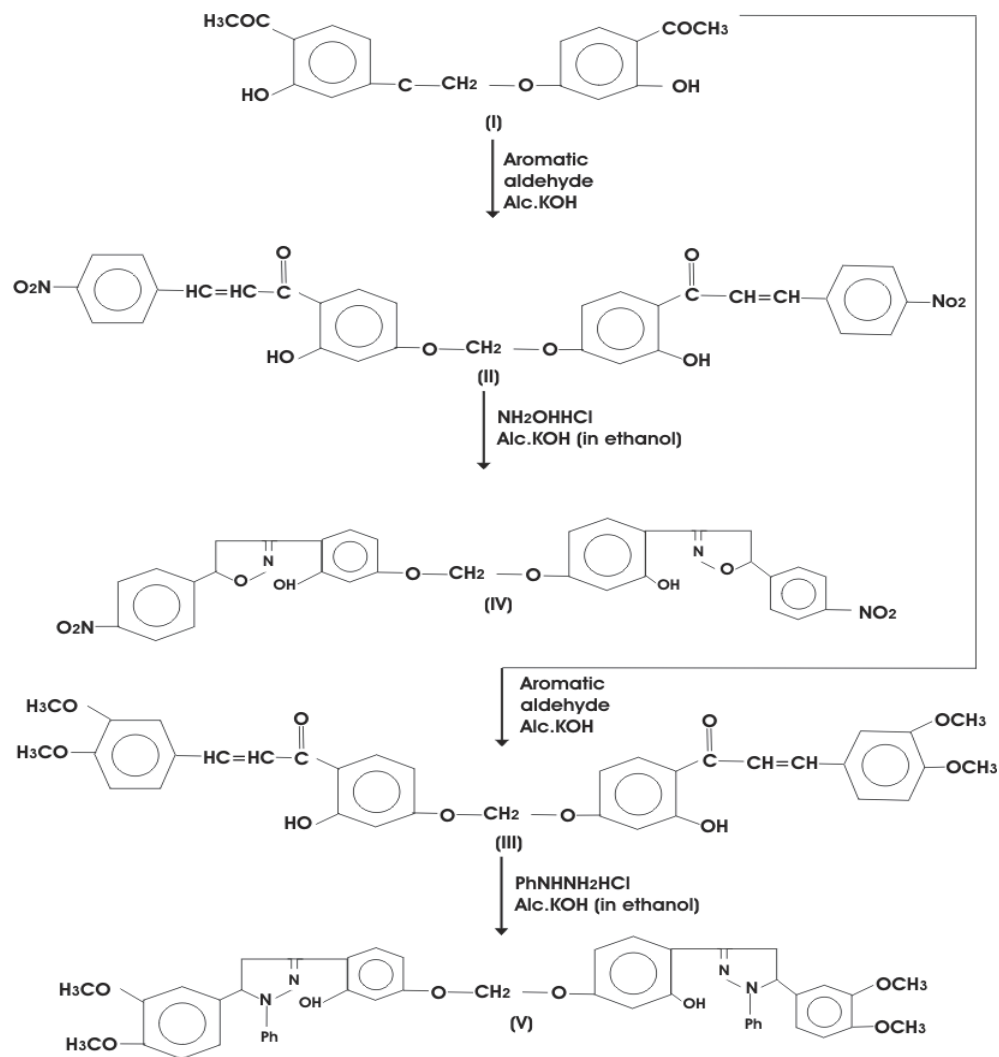 H3COC COCH3
HO C CH2 O OH
(I)
Aromatic
aldehyde
Alc.KOH
O O
O2N HC=HC C C CH=CH No2
HO O CH2 O OH
(II)
NH2OHHCl
Alc.KOH (in ethanol)
N N
O OH O CH2 O OH O
O2N (IV) NO2
Aromatic
aldehyde
Alc.KOH
H3CO O O OCH3
H3CO HC=HC C C CH=CH OCH3
HO O CH2 O OH
(III)
PhNHNH2HCl
Alc.KOH (in ethanol)
N N
H3CO N OH O CH2 O OH N OCH3
Ph (V) Ph
H3CO OCH3